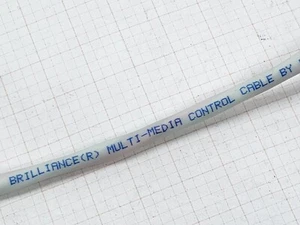 BRILLIANCE(R) MULTI-MEDIA CONTROL CABLE BY